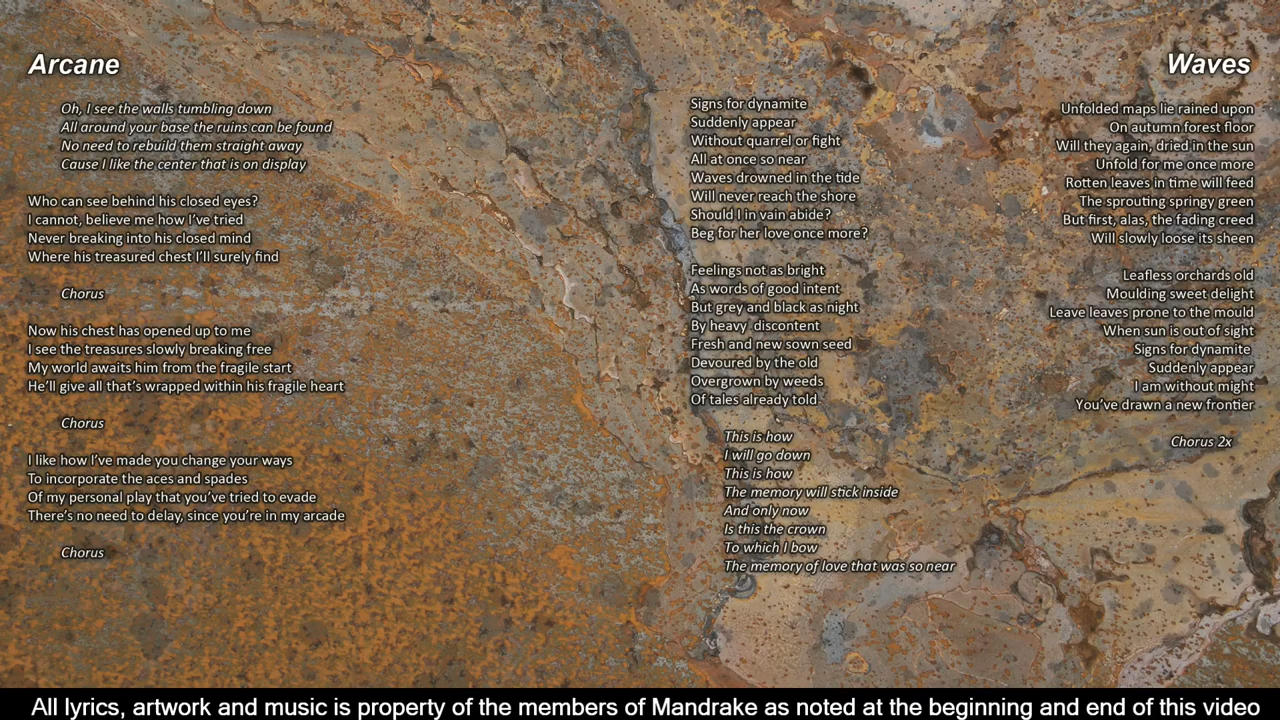 Arcane
Oh, I see the walls tumbling down
All around your base the ruins can be found
No need to rebuild them straight away
Cause I like the center that is on display
Who can see behind his closed eyes?
I cannot, believe me how I've tried
Never breaking into his closed mind
Where his treasured chest I'll surely find
Chorus
Now his chest has opened up to me
I see the treasures slowly breaking free
My world awaits him from the fragile start
He'll give all that's wrapped within his fragile heart
Chorus
I like how I've made you change your ways
To incorporate the aces and spades
Of my personal play that you've tried to evade
There's no need to delay, since you're in my arcade
Chorus
Waves
Signs for dynamite
Suddenly appear
Without quarrel or fight
All at once so near
Waves drowned in the tide
Will never reach the shore
Should I in vain abide?
Beg for her love once more?
Feelings not as bright
As words of good intent
But grey and black as night
By heavy  discontent
Fresh and new sown seed
Devoured by the old
Overgrown by weeds
Of tales already told
This is how
I will go down
This is how
The memory will stick inside
And only now
Is this the crown
To which I bow
The memory of love that was so near
Unfolded maps lie rained upon
On autumn forest floor
Will they again, dried in the sun
Unfold for me once more
Rotten leaves in time will feed
The sprouting springy green
But first, alas, the fading creed
Will slowly loose its sheen
Leafless orchards old
Moulding sweet delight
Leave leaves prone to the mould
When sun is out of sight
Signs for dynamite
Suddenly appear
I am without might
You've drawn a new frontier
Chorus 2x
All lyrics, artwork and music is property of the members of Mandrake as noted at the beginning and end of this video